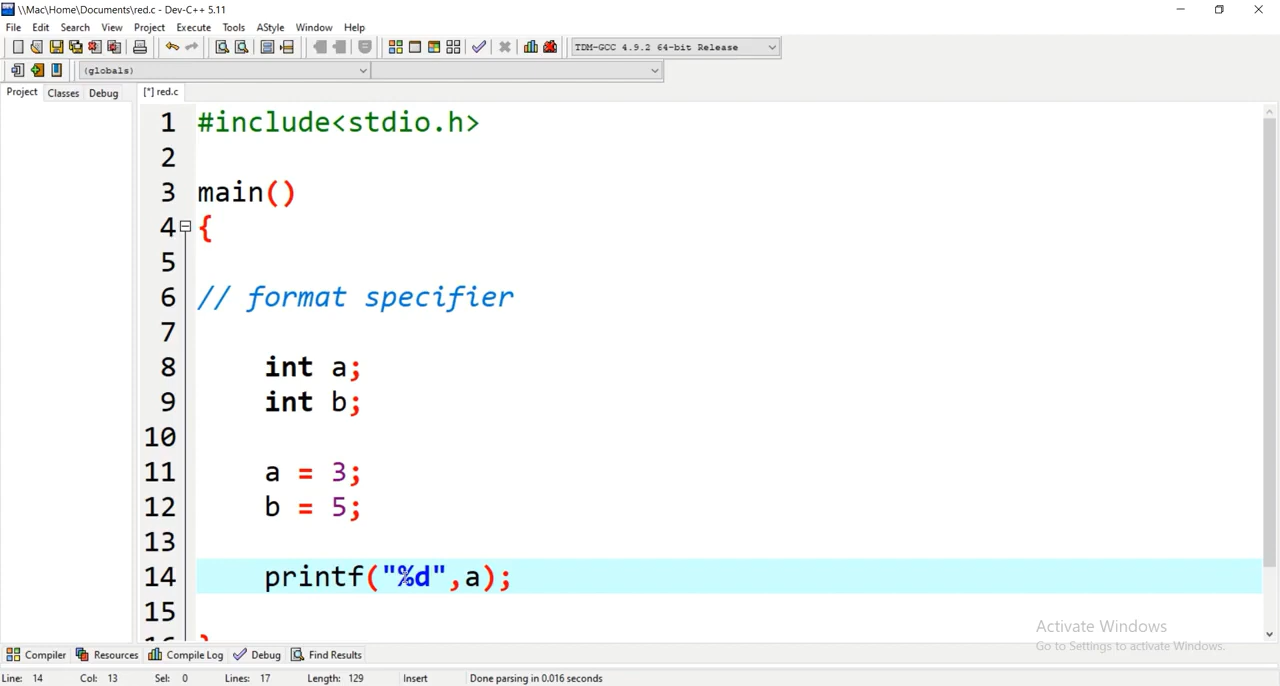 \\Mac\Home\Documents\red.c - Dev-C++ 5.11
File Edit Search View Project Execute Tools AStyle Window Help
TDM-GCC 4.9.2 64-bit Release
(globals)
Project Classes Debug [*] red.c
1 #include<stdio.h>
2
3 main()
4 {
5
6 // format specifier
7
8 int a;
9 int b;
10
11 a = 3;
12 b = 5;
13
14 printf("%d",a);
15
Activate Windows
Go to Settings to activate Windows.
Compiler Resources Compile Log Debug Find Results
Line: 14 Col: 13 Sel: 0 Lines: 17 Length: 129 Insert Done parsing in 0.016 seconds